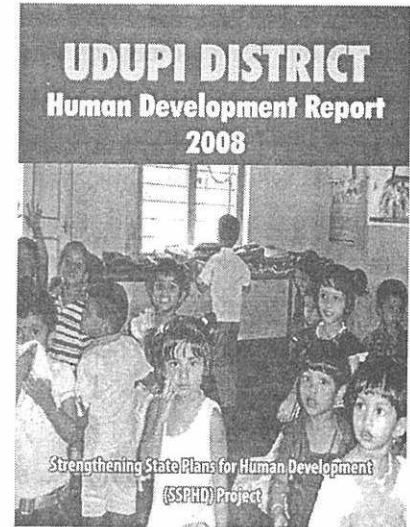 UDUPI DISTRICT
Human Development Report
2008
Strengthening State Plans for Human Development
(SSPHD) Project